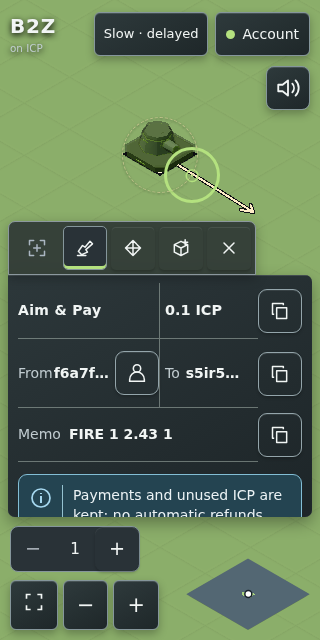 B2Z
on ICP
Slow · delayed
Account
Aim & Pay
0.1 ICP
From f6a7f...
To s5ir5...
Memo FIRE 1 2.43 1
Payments and unused ICP are
kept; no automatic refunds
1